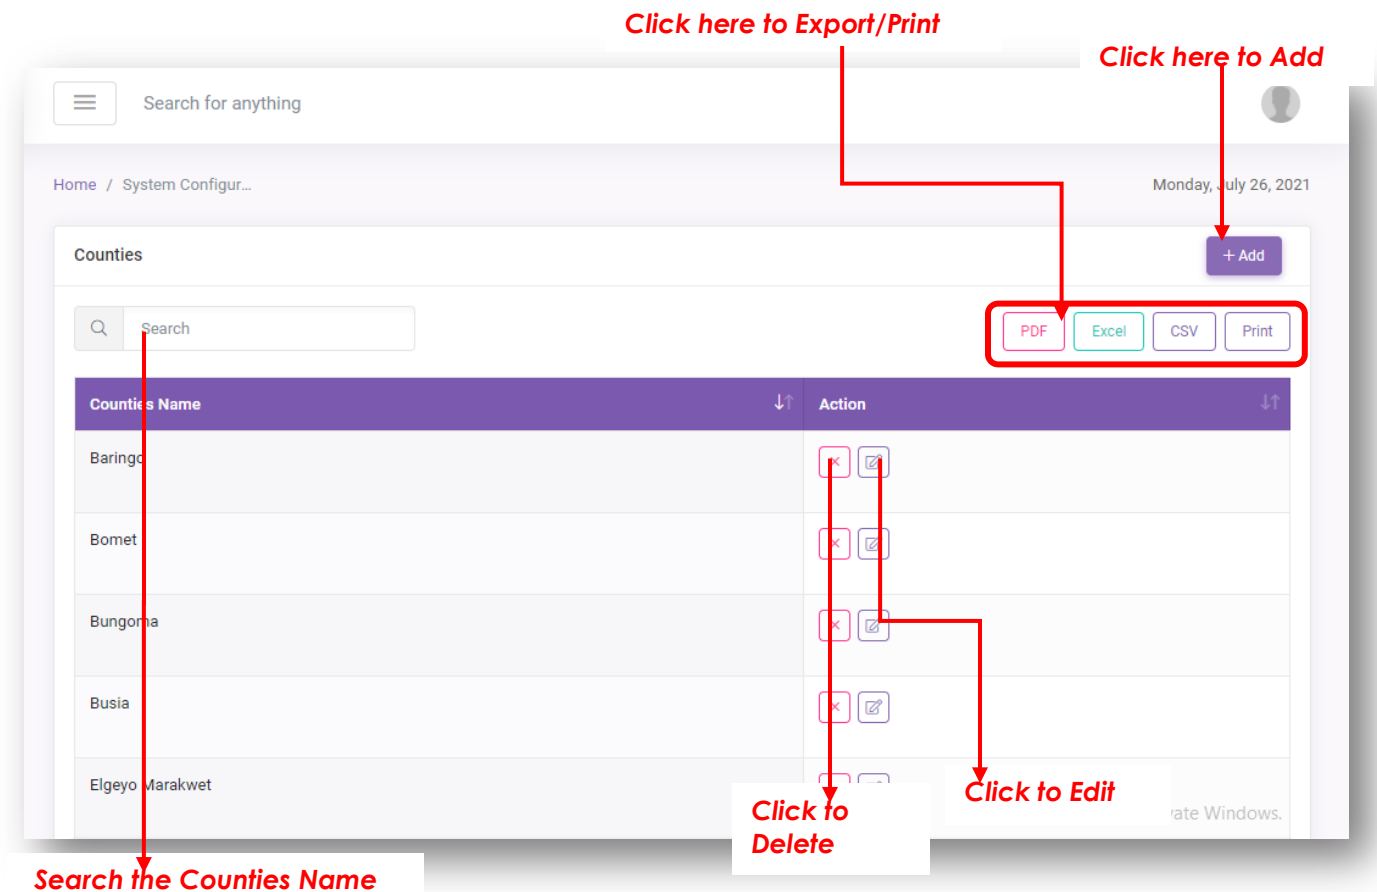 Click here to Export/Print
Click here to Add
Search for anything
Home / System Configur...
Monday, July 26, 2021
Counties
+ Add
Search
PDF Excel CSV Print
Counties Name Action
Baringo
Bomet
Bungoma
Busia
Elgeyo Marakwet
Click to Delete
Click to Edit
Windows.
Search the Counties Name